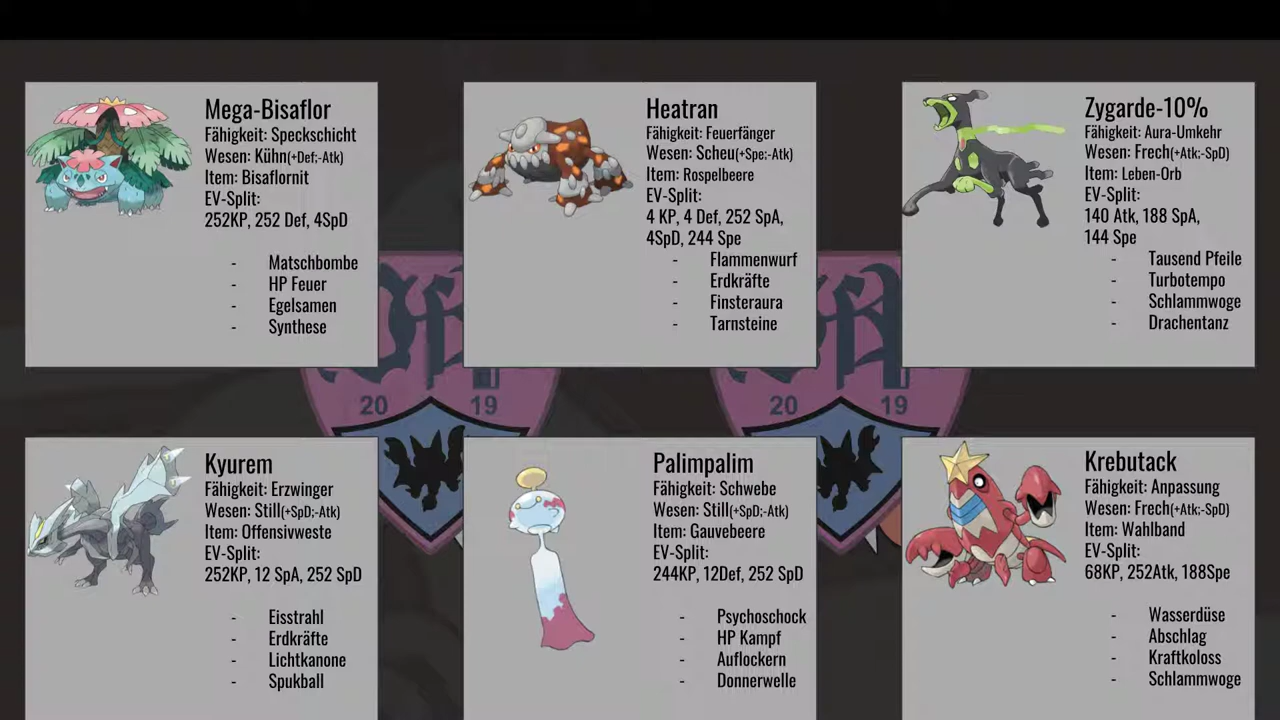 Mega-Bisaflor
Fähigkeit: Speckschicht
Wesen: Kühn(+Def;-Atk)
Item: Bisaflornit
EV-Split:
252KP, 252 Def, 4SpD
- Matschbombe
- HP Feuer
- Egelsamen
- Synthese
Heatran
Fähigkeit: Feuerfänger
Wesen: Scheu(+Spe;-Atk)
Item: Rospelbeere
EV-Split:
4 KP, 4 Def, 252 SpA,
4SpD, 244 Spe
- Flammenwurf
- Erdkräfte
- Finsteraura
- Tarnsteine
Zygarde-10%
Fähigkeit: Aura-Umkehr
Wesen: Frech(+Atk;-SpD)
Item: Leben-Orb
EV-Split:
140 Atk, 188 SpA,
144 Spe
- Tausend Pfeile
- Turbotempo
- Schlammwoge
- Drachentanz
20 19
20 19
Kyurem
Fähigkeit: Erzwinger
Wesen: Still(+SpD;-Atk)
Item: Offensivweste
EV-Split:
252KP, 12 SpA, 252 SpD
- Eisstrahl
- Erdkräfte
- Lichtkanone
- Spukball
Palimpalim
Fähigkeit: Schwebe
Wesen: Still(+SpD;-Atk)
Item: Gauvebeere
EV-Split:
244KP, 12Def, 252 SpD
- Psychoschock
- HP Kampf
- Auflockern
- Donnerwelle
Krebutack
Fähigkeit: Anpassung
Wesen: Frech(+Atk;-SpD)
Item: Wahlband
EV-Split:
68KP, 252Atk, 188Spe
- Wasserdüse
- Abschlag
- Kraftkoloss
- Schlammwoge